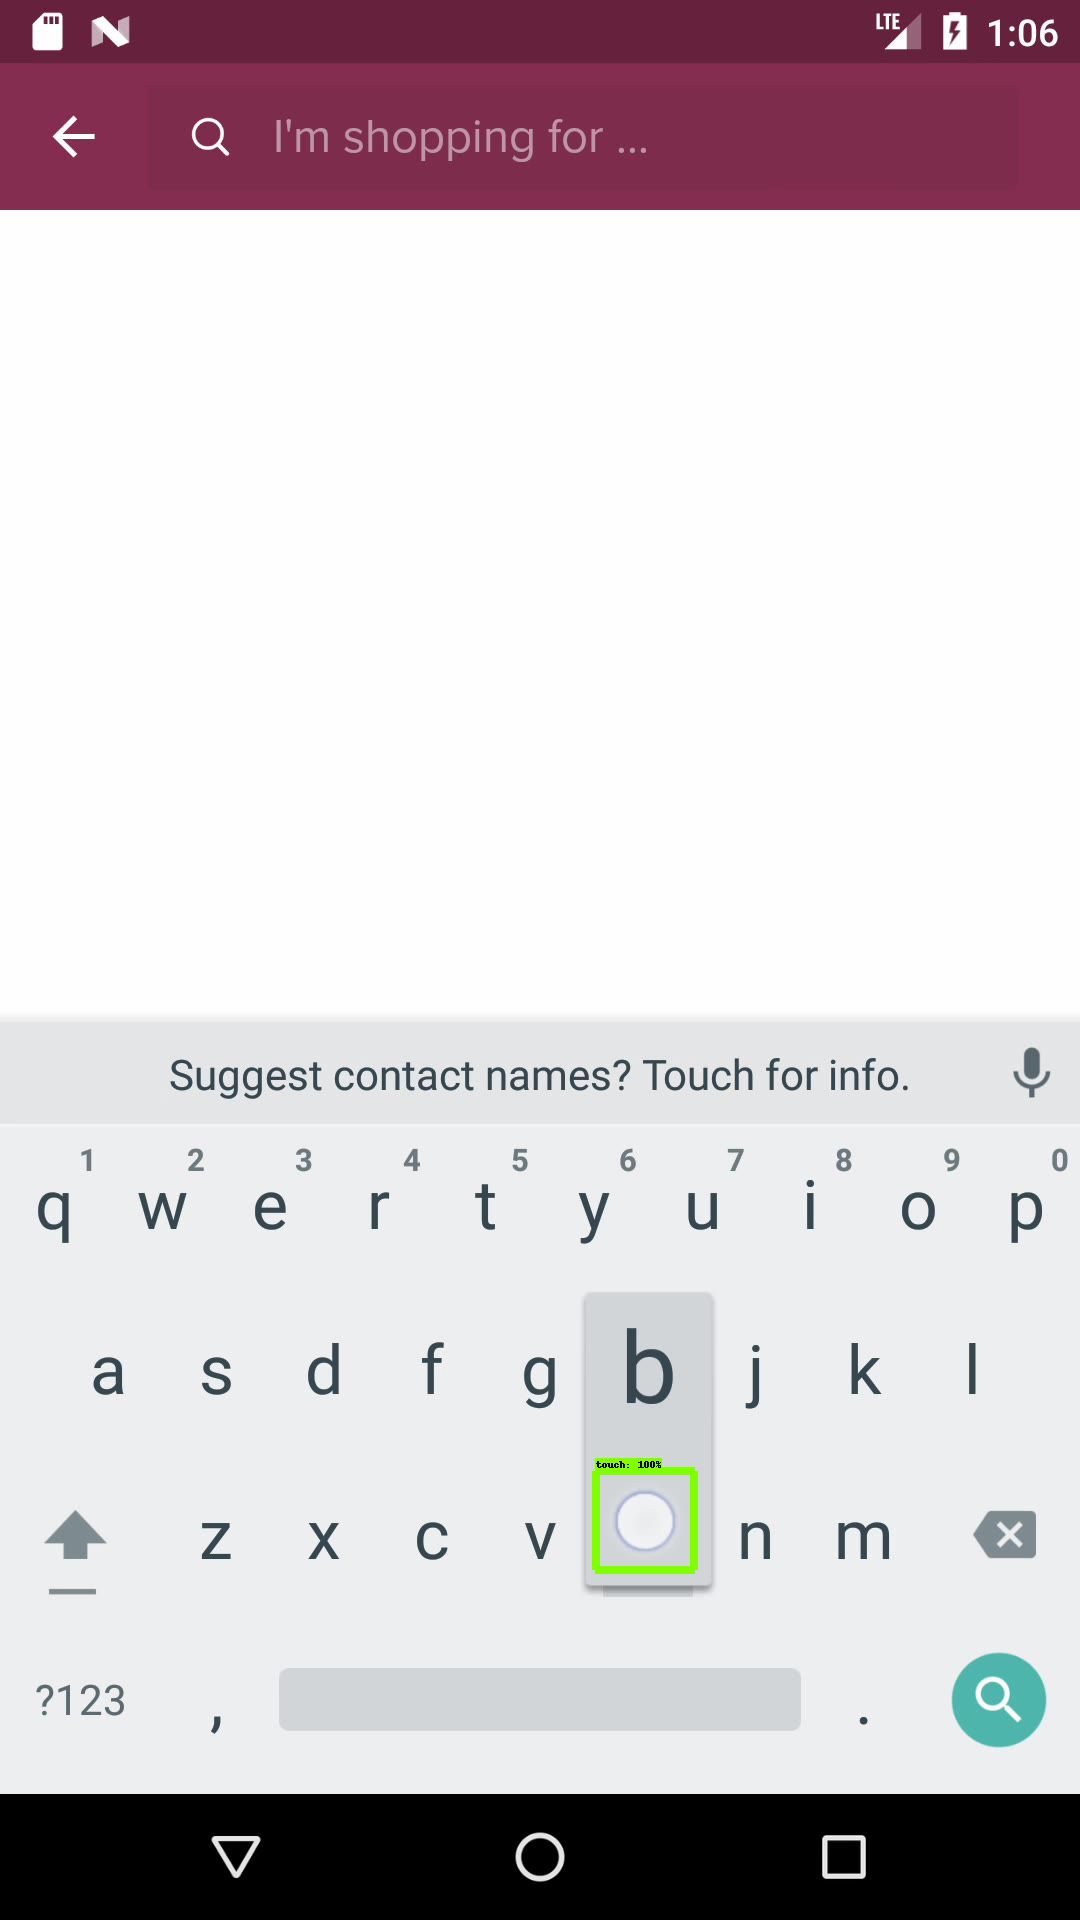 LTE 1:06
I'm shopping for ...
Suggest contact names? Touch for info.
1 2 3 4 5 6 7 8 9 0
q w e r t y u i o p
a s d f g b j k l
touch: 100%
z x c v n m
?123 , .